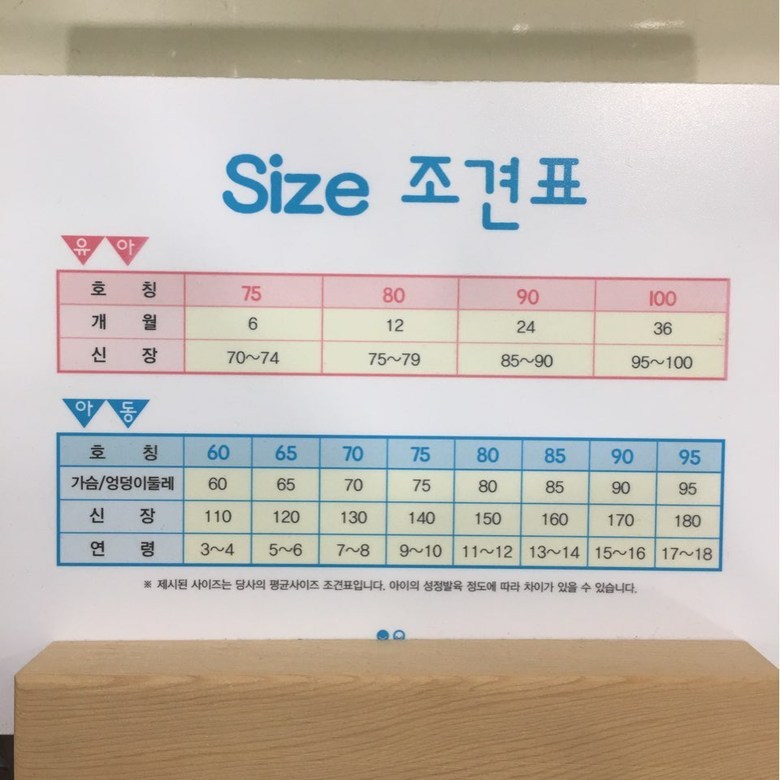 Size 조견표
유아
호 칭 75 80 90 100
개 월 6 12 24 36
신 장 70~74 75~79 85~90 95~100
아동
호 칭 60 65 70 75 80 85 90 95
가슴/엉덩이둘레 60 65 70 75 80 85 90 95
신 장 110 120 130 140 150 160 170 180
연 령 3~4 5~6 7~8 9~10 11~12 13~14 15~16 17~18
※ 제시된 사이즈는 당사의 평균사이즈 조견표입니다. 아이의 성정발육 정도에 따라 차이가 있을 수 있습니다.